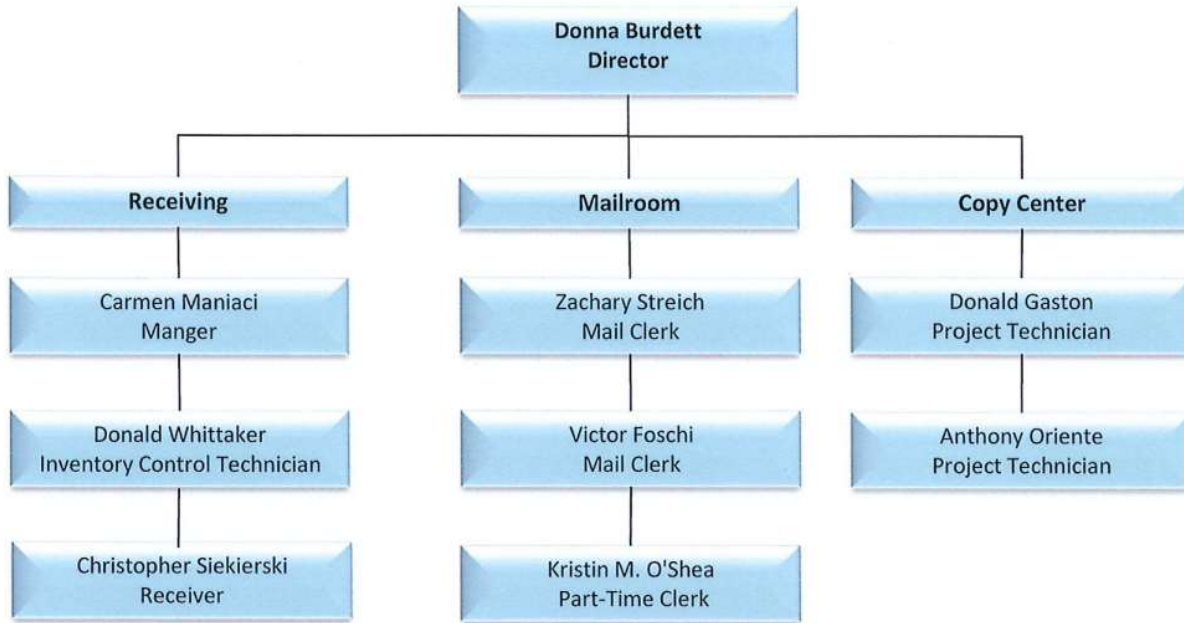 Donna Burdett
Director
Receiving
Mailroom
Copy Center
Carmen Maniaci
Manger
Zachary Streich
Mail Clerk
Donald Gaston
Project Technician
Donald Whittaker
Inventory Control Technician
Victor Foschi
Mail Clerk
Anthony Oriente
Project Technician
Christopher Siekierski
Receiver
Kristin M. O'Shea
Part-Time Clerk